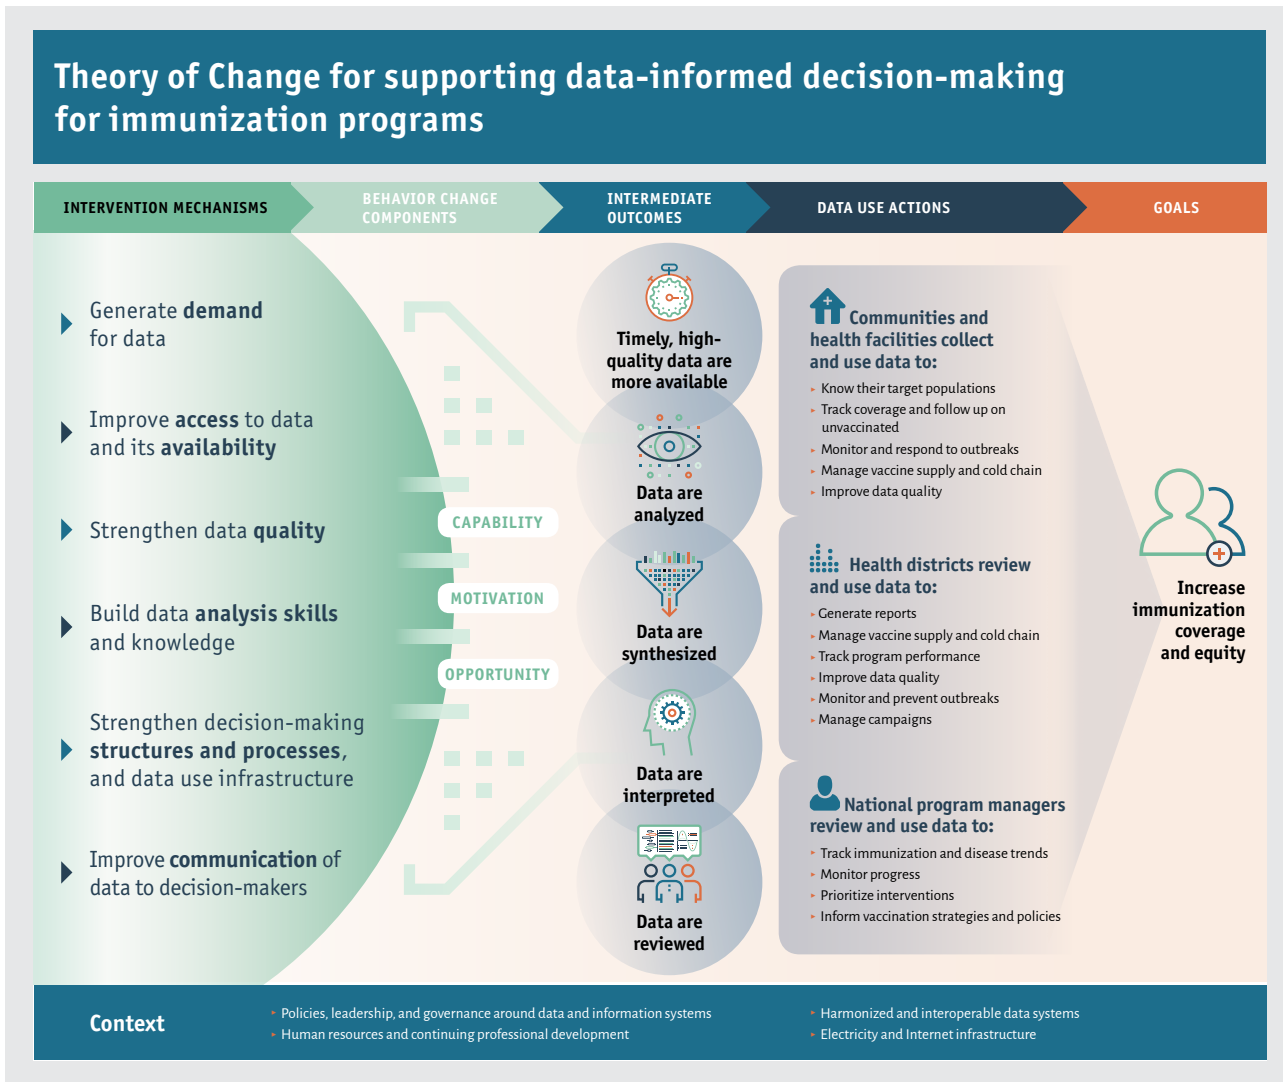 Theory of Change for supporting data-informed decision-making
for immunization programs
INTERVENTION MECHANISMS
BEHAVIOR CHANGE
COMPONENTS
INTERMEDIATE
OUTCOMES
DATA USE ACTIONS
GOALS
Generate demand
for data
Improve access to data
and its availability
Strengthen data quality
Build data analysis skills
and knowledge
Strengthen decision-making
structures and processes,
and data use infrastructure
Improve communication of
data to decision-makers
CAPABILITY
MOTIVATION
OPPORTUNITY
Timely, high-
quality data are
more available
Data are
analyzed
Data are
synthesized
Data are
interpreted
Data are
reviewed
Communities and
health facilities collect
and use data to:
Know their target populations
Track coverage and follow up on
unvaccinated
Monitor and respond to outbreaks
Manage vaccine supply and cold chain
Improve data quality
Health districts review
and use data to:
Generate reports
Manage vaccine supply and cold chain
Track program performance
Improve data quality
Monitor and prevent outbreaks
Manage campaigns
National program managers
review and use data to:
Track immunization and disease trends
Monitor progress
Prioritize interventions
Inform vaccination strategies and policies
Increase
immunization
coverage
and equity
Context
Policies, leadership, and governance around data and information systems
Human resources and continuing professional development
Harmonized and interoperable data systems
Electricity and Internet infrastructure